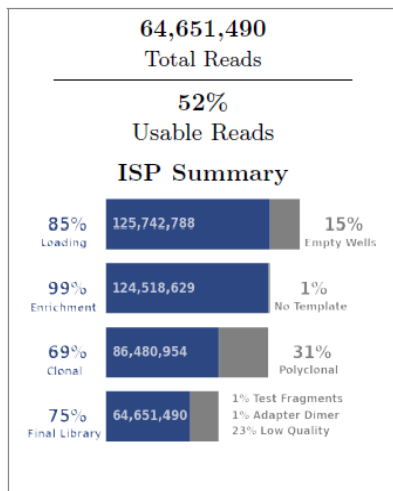 64,651,490
Total Reads
52%
Usable Reads
ISP Summary
85%
Loading
125,742,788
15%
Empty Wells
99%
Enrichment
124,518,629
1%
No Template
69%
Clonal
86,480,954
31%
Polyclonal
75%
Final Library
64,651,490
1% Test Fragments
1% Adapter Dimer
23% Low Quality